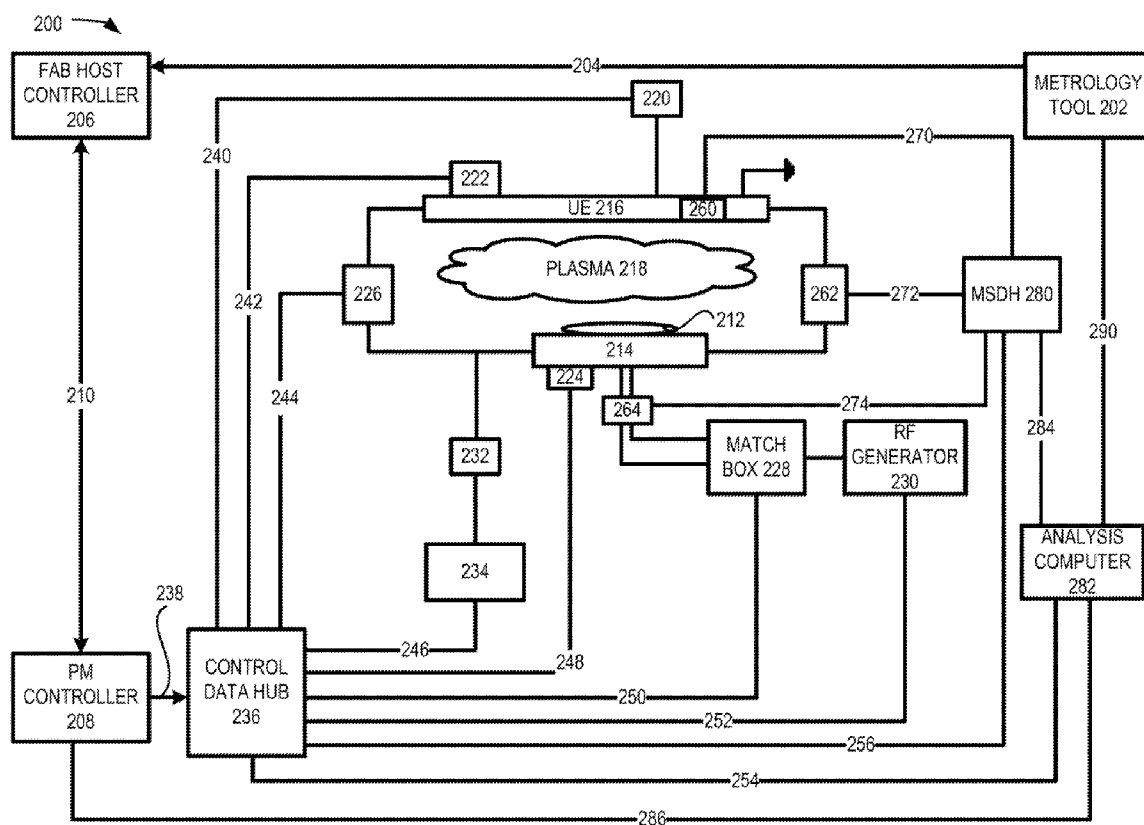 200
FAB HOST
CONTROLLER
206
204
METROLOGY
TOOL 202
220
240
270
222
UE 216
260
PLASMA 218
226
262
272
MSDH 280
242
212
214
290
210
244
224
264
274
284
232
MATCH
BOX 228
RF
GENERATOR
230
234
ANALYSIS
COMPUTER
282
238
246
248
PM
CONTROLLER
208
CONTROL
DATA HUB
236
250
252
256
254
286